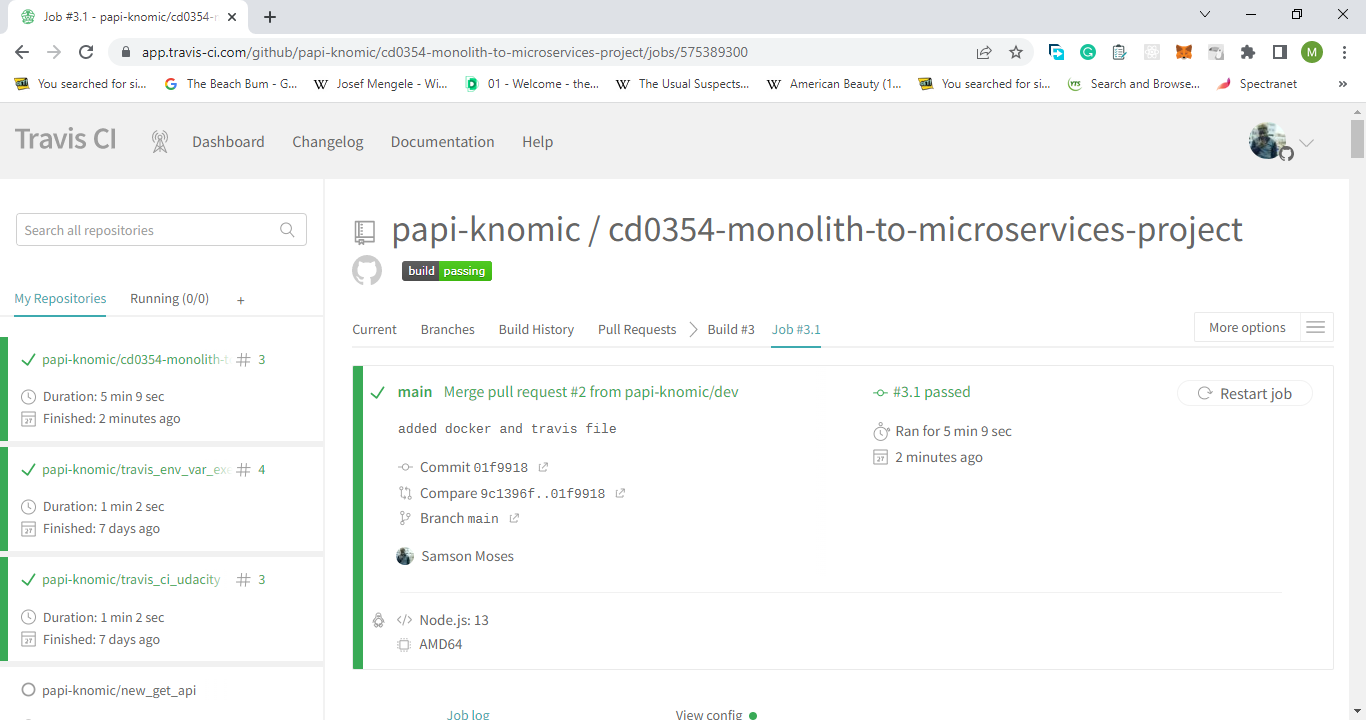 Job #3.1 - papi-knomic/cd0354-m
app.travis-ci.com/github/papi-knomic/cd0354-monolith-to-microservices-project/jobs/575389300
M
You searched for si...
The Beach Bum - G...
Josef Mengele - Wi...
01 - Welcome - the...
The Usual Suspects...
American Beauty (1...
You searched for si...
Search and Browse...
Spectranet
»
Travis CI
Dashboard
Changelog
Documentation
Help
Search all repositories
My Repositories
Running (0/0)
+
papi-knomic/cd0354-monolith-t
# 3
Duration: 5 min 9 sec
Finished: 2 minutes ago
papi-knomic/travis_env_var_exe
# 4
Duration: 1 min 2 sec
Finished: 7 days ago
papi-knomic/travis_ci_udacity
# 3
Duration: 1 min 2 sec
Finished: 7 days ago
papi-knomic/new_get_api
papi-knomic / cd0354-monolith-to-microservices-project
build passing
Current
Branches
Build History
Pull Requests
Build #3
Job #3.1
More options
main Merge pull request #2 from papi-knomic/dev
added docker and travis file
Commit 01f9918
Compare 9c1396f..01f9918
Branch main
Samson Moses
#3.1 passed
Ran for 5 min 9 sec
2 minutes ago
Restart job
</> Node.js: 13
AMD64
Job log
View config